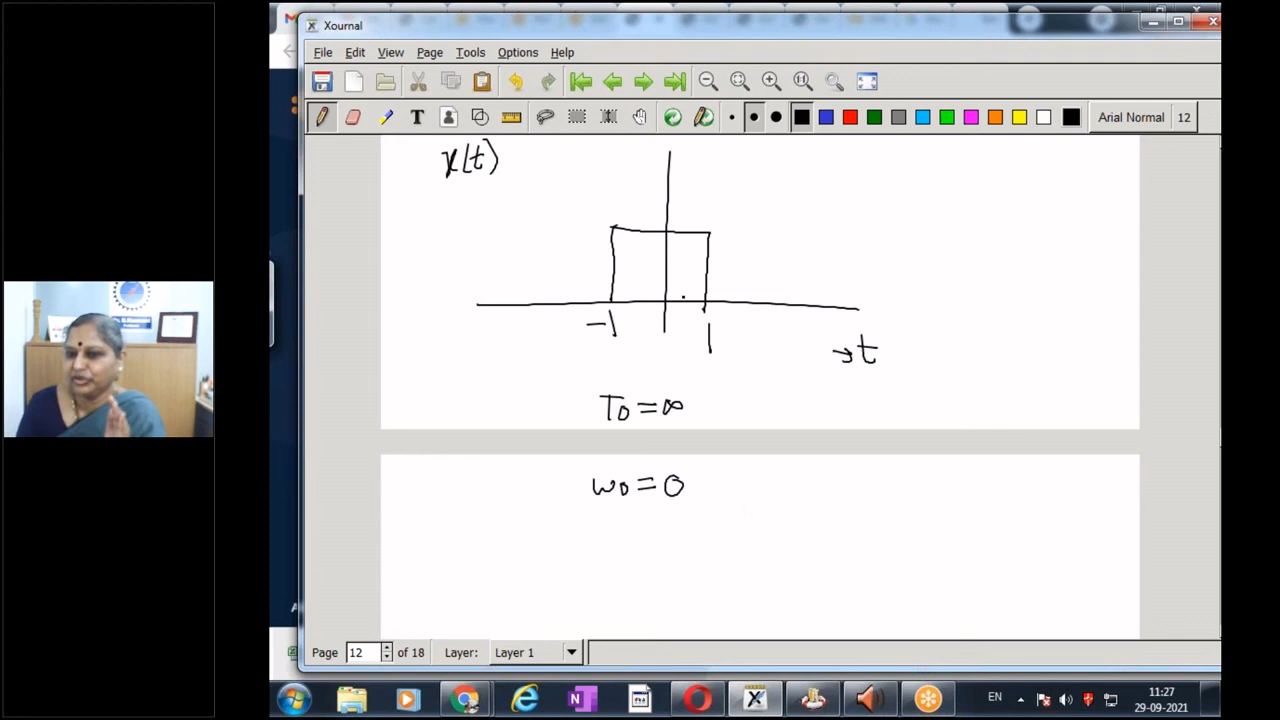 Xournal
File Edit View Page Tools Options Help
Arial Normal 12
x(t)
-1 1
→t
T0=∞
ω0=0
Page 12 of 18 Layer: Layer 1
EN 11:27
29-09-2021